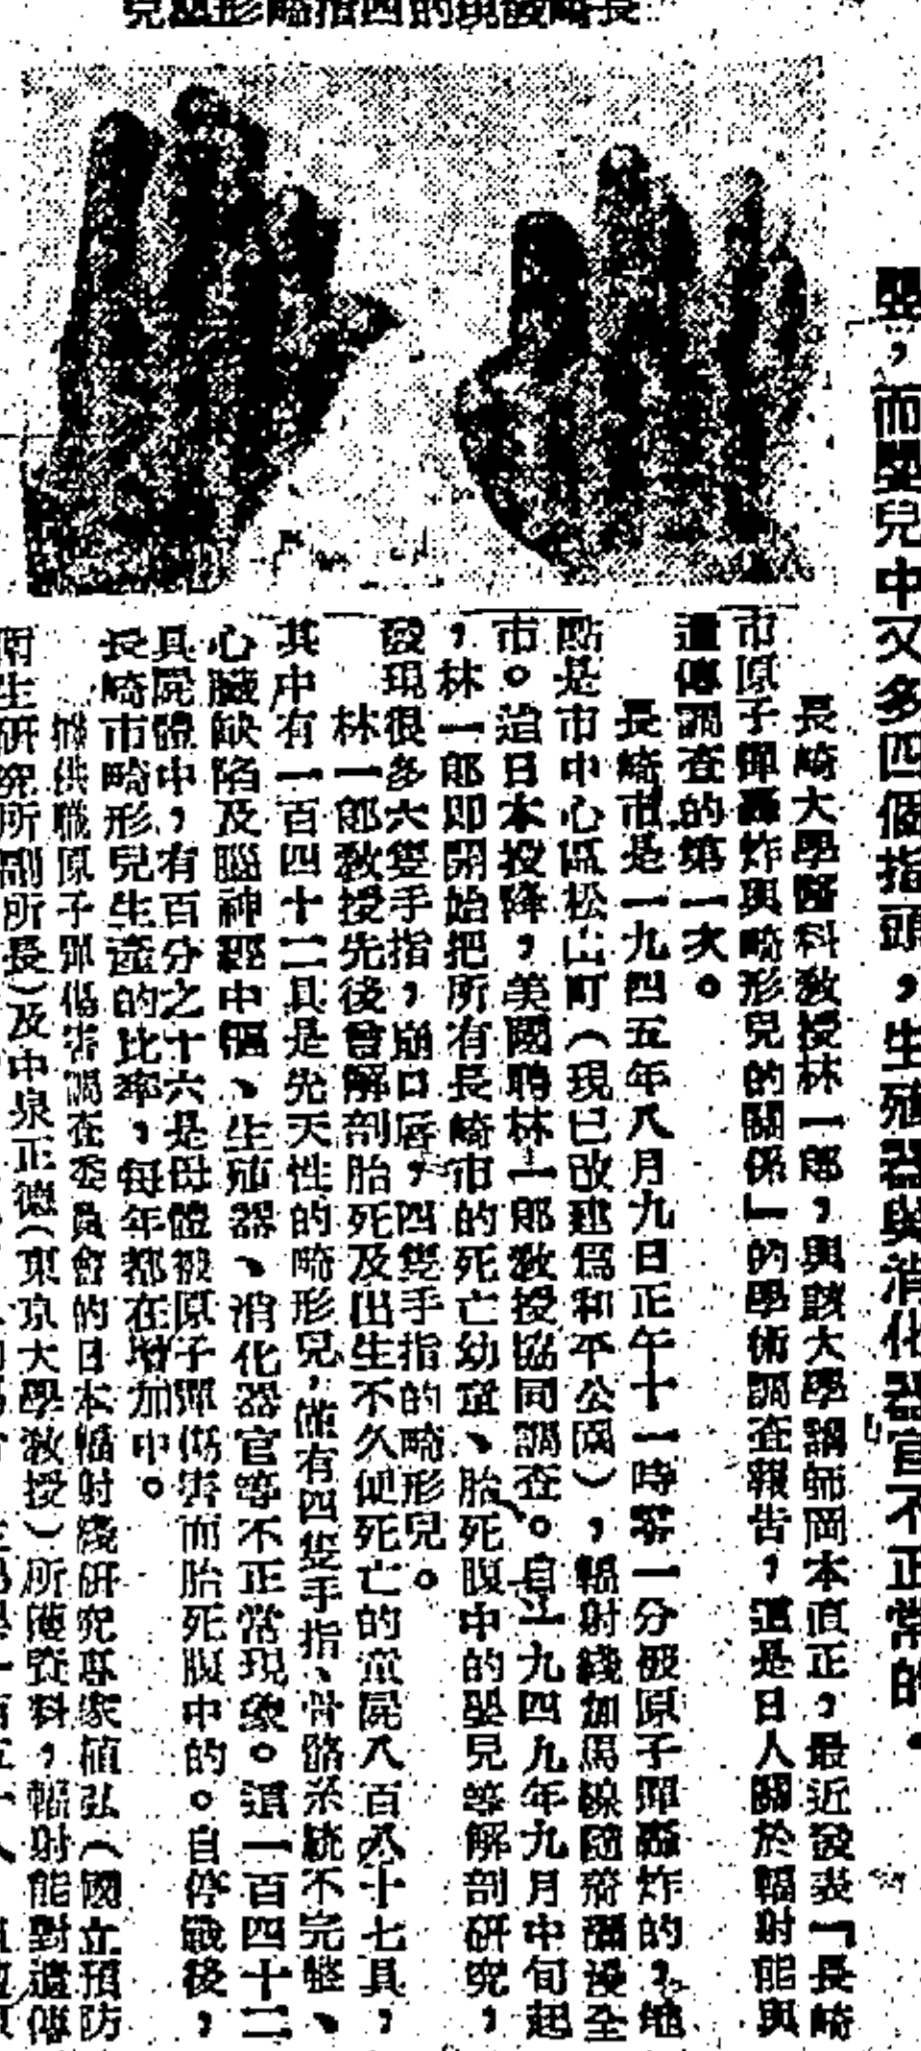 長崎發現的四指畸形嬰兒
嬰，而嬰兒中又多四個指頭，生殖器與消化器官不正常的。
長崎大學醫科教授林一郎，與該大學講師岡本直正，最近發表「長崎
市原子彈轟炸與畸形兒的關係」的學術調查報告，這是日人關於輻射能與
遺傳調查的第一次。
長崎市是一九四五年八月九日正午十一時零一分被原子彈轟炸的，地
點是市中心區松山町（現已改建爲和平公園），輻射綫加馬線隨滂瀰漫全
市。迨日本投降，美國聘林一郎教授協同調查。自一九四九年九月中旬起
，林一郎即開始把所有長崎市的死亡幼童、胎死腹中的嬰兒等解剖研究，
發現很多六隻手指，崩口唇，四隻手指的畸形兒。
林一郎教授先後曾解剖胎死及出生不久便死亡的童屍八百八十七具，
其中有一百四十二具是先天性的畸形兒，僅有四隻手指、骨骼系統不完整、
心臟缺陷及腦神經中樞、生殖器、消化器官等不正常現象。這一百四十二
具屍體中，有百分之十六是母體被原子彈傷害而胎死腹中的。自停戰後，
長崎市畸形兒生產的比率，每年都在增加中。
據供職原子彈傷害調查委員會的日本輻射綫研究專家植弘（國立預防
衛生研究所副所長）及中泉正德（東京大學教授）所獲資料，輻射能對遺傳